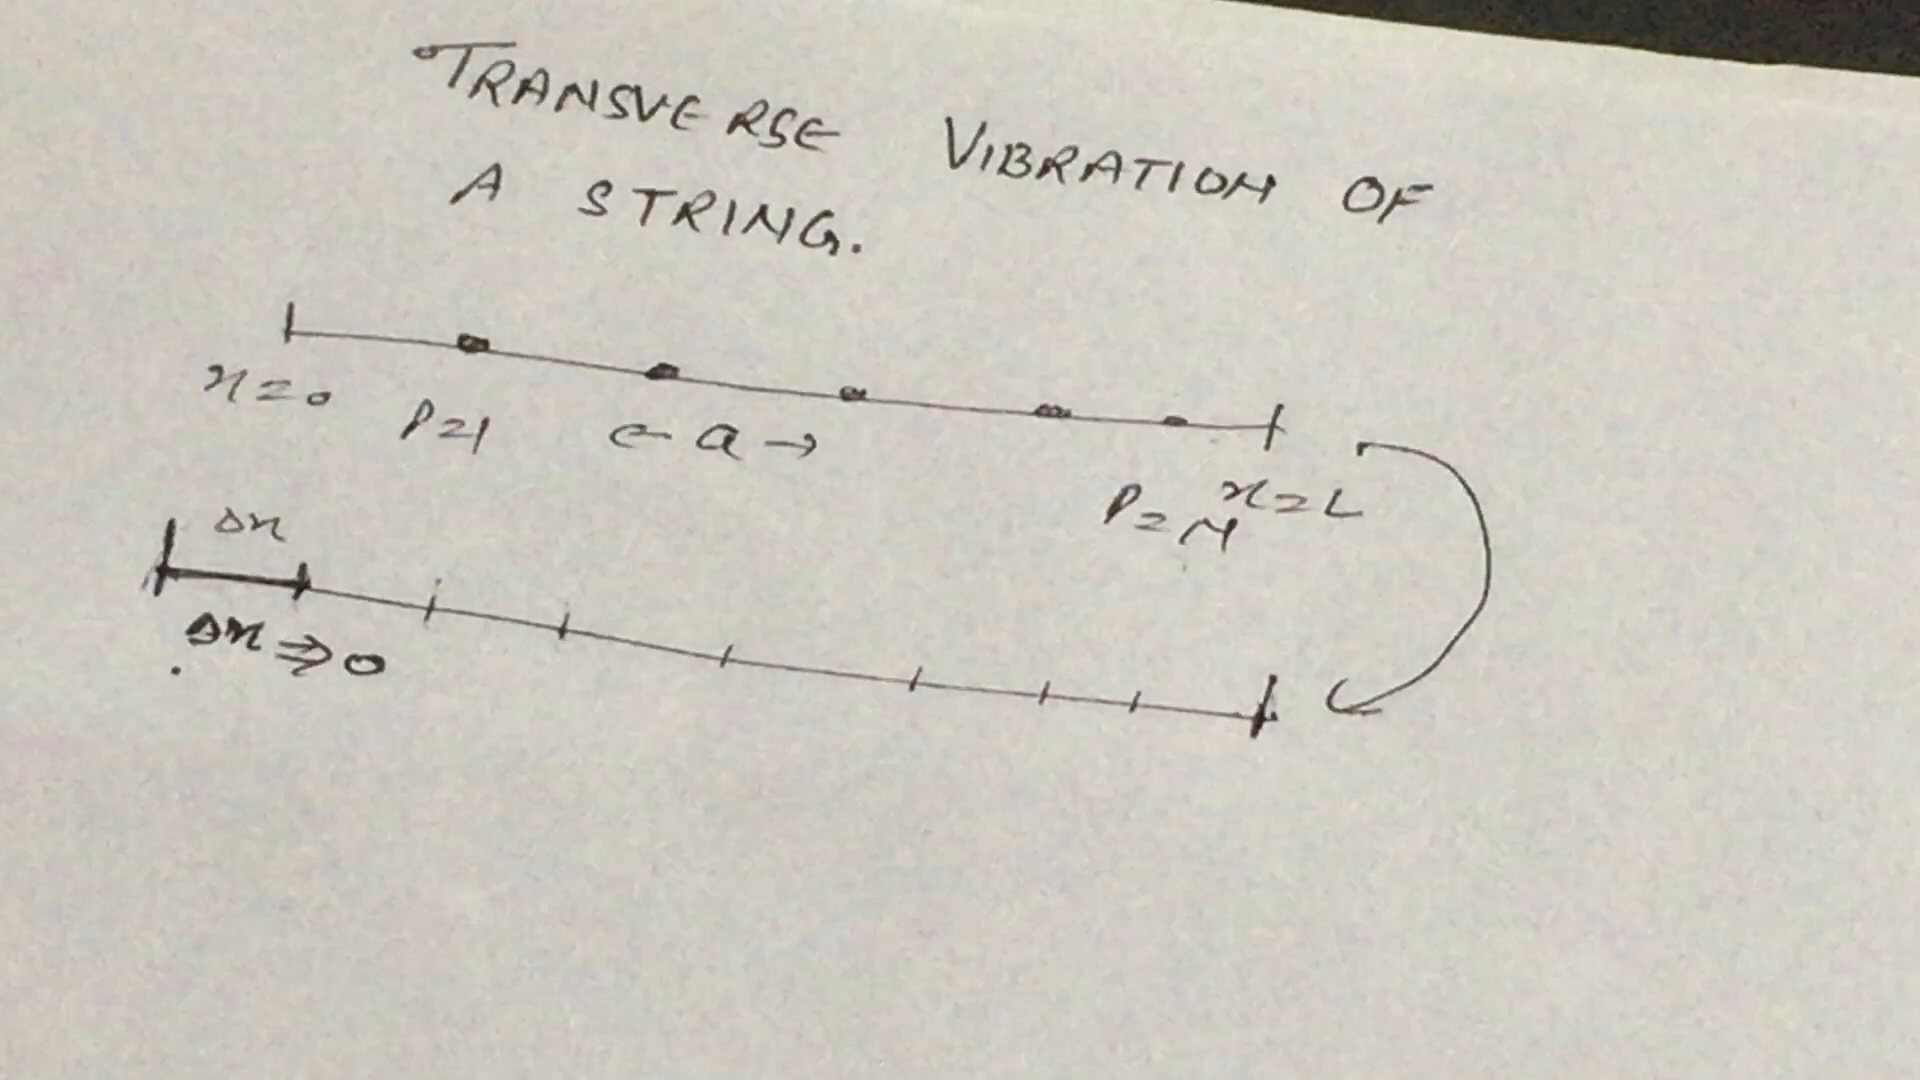 TRANSVERSE VIBRATION OF
A STRING.
x=0
P=1
← a →
P=N
x=L
Δx
Δx ⇒ 0